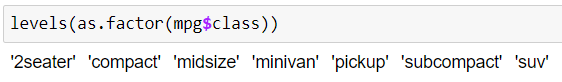 levels(as.factor(mpg$class))
'2seater' 'compact' 'midsize' 'minivan' 'pickup' 'subcompact' 'suv'